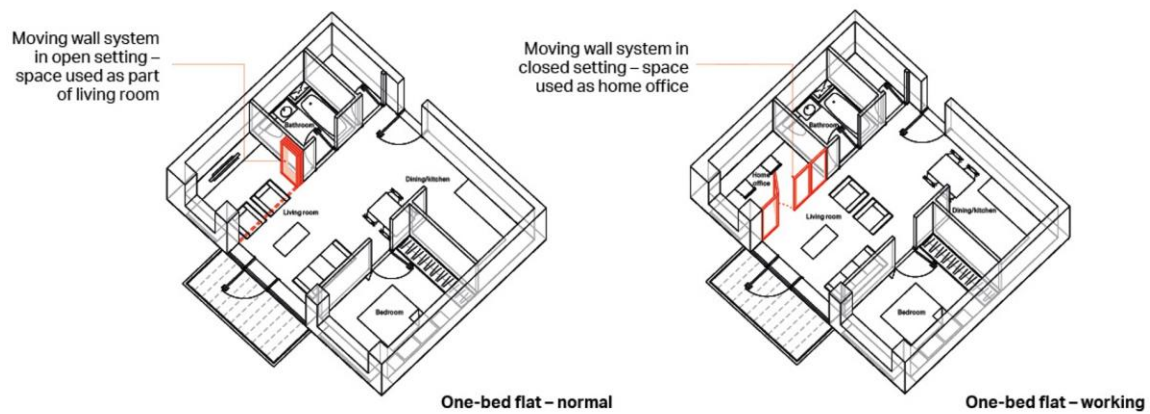 Moving wall system
in open setting –
space used as part
of living room
Bathroom
Dining/kitchen
Living room
Bedroom
One-bed flat – normal
Moving wall system in
closed setting – space
used as home office
Bathroom
Home
office
Dining/kitchen
Living room
Bedroom
One-bed flat – working